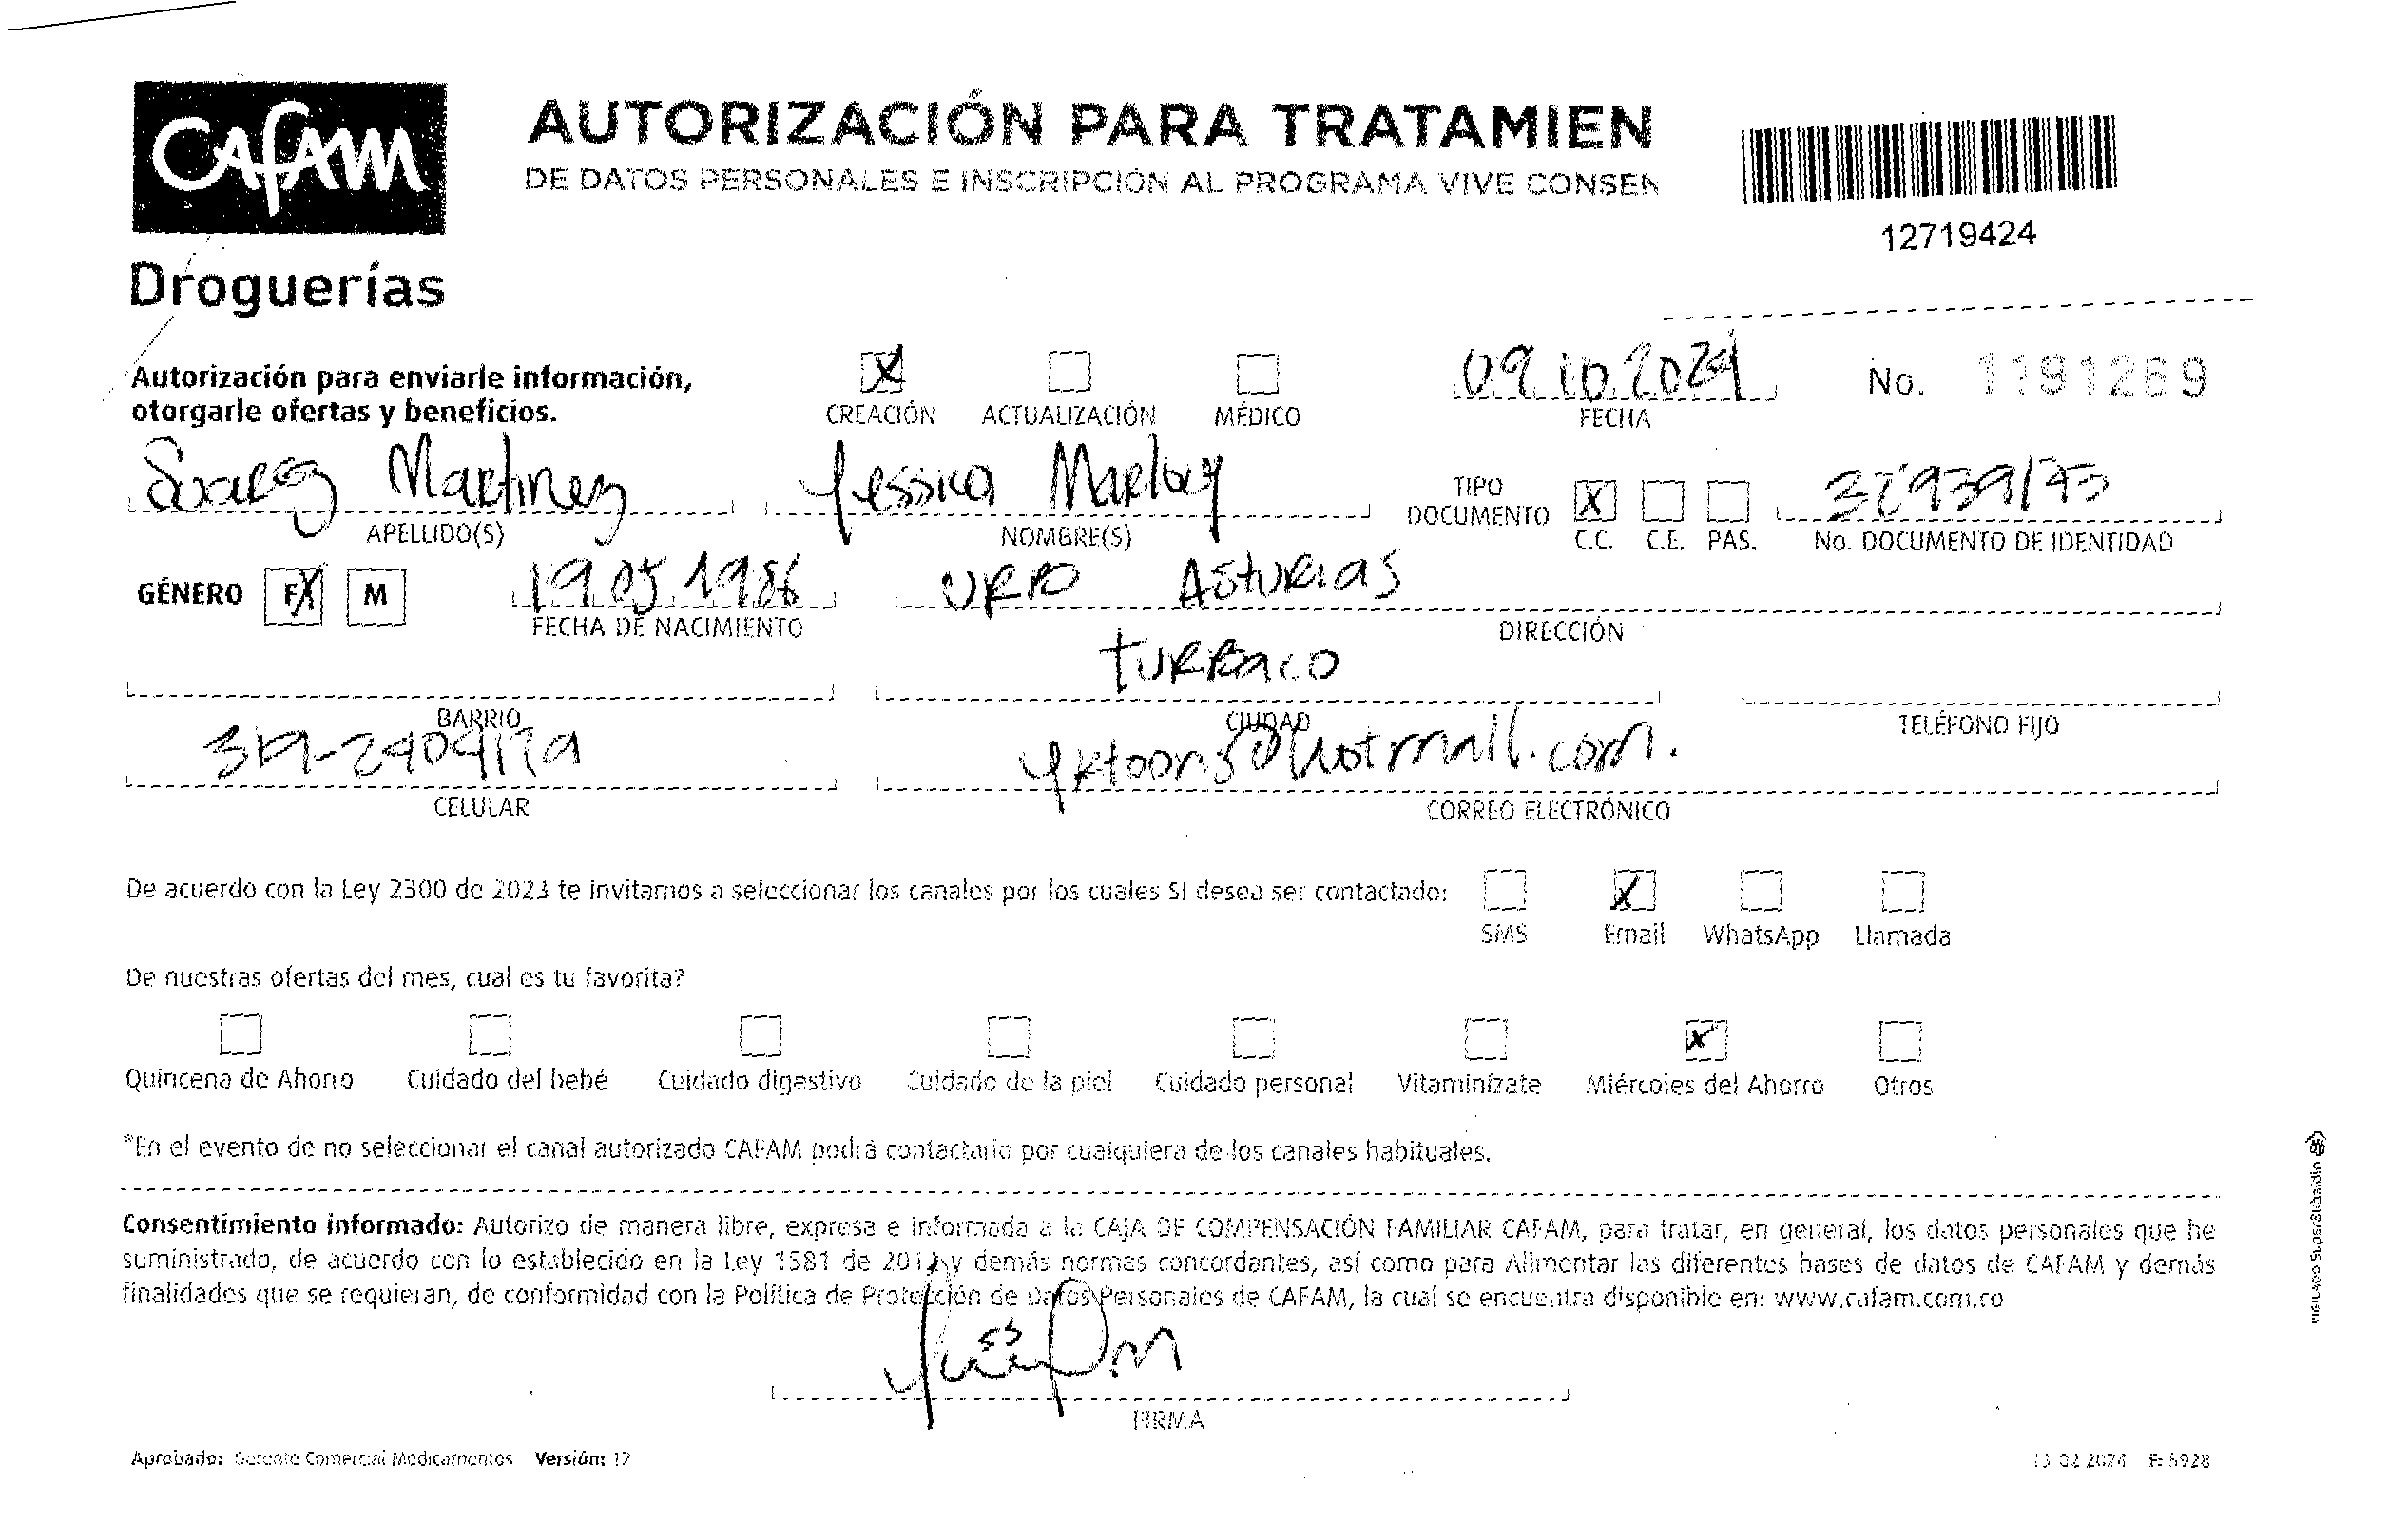 CAFAM
Droguerías
AUTORIZACIÓN PARA TRATAMIEN
DE DATOS PERSONALES E INSCRIPCIÓN AL PROGRAMA VIVE CONSEN
12719424
Autorización para enviarle información,
otorgarle ofertas y beneficios.
X
CREACIÓN ACTUALIZACIÓN MÉDICO
09.10.2024
FECHA
No. 1191269
Suarez Martinez
APELLIDO(S)
Yessica
NOMBRE(S)
TIPO
DOCUMENTO
X
C.C. C.E. PAS.
No. DOCUMENTO DE IDENTIDAD
GÉNERO F X M
19.05.1986
FECHA DE NACIMIENTO
Asturias
DIRECCIÓN
BARRIO
Turbaco
CIUDAD
TELÉFONO FIJO
CELULAR
CORREO ELECTRÓNICO
De acuerdo con la Ley 2300 de 2023 te invitamos a seleccionar los canales por los cuales SI desea ser contactado:
X
SMS Email WhatsApp Llamada
De nuestras ofertas del mes, cual es tu favorita?
X
Quincena de Ahorro Cuidado del bebé Cuidado digestivo Cuidado de la piel Cuidado personal Vitaminízate Miércoles del Ahorro Otros
*En el evento de no seleccionar el canal autorizado CAFAM podrá contactarlo por cualquiera de los canales habituales.
Consentimiento informado: Autorizo de manera libre, expresa e informada a la CAJA DE COMPENSACIÓN FAMILIAR CAFAM, para tratar, en general, los datos personales que he
suministrado, de acuerdo con lo establecido en la Ley 1581 de 2012 y demás normas concordantes, así como para Alimentar las diferentes bases de datos de CAFAM y demás
finalidades que se requieran, de conformidad con la Política de Protección de Datos Personales de CAFAM, la cual se encuentra disponible en: www.cafam.com.co
FIRMA
Aprobado: Gerente Comercial Medicamentos Versión: 12
13 02 2024
VIGILADO SuperSubsidio